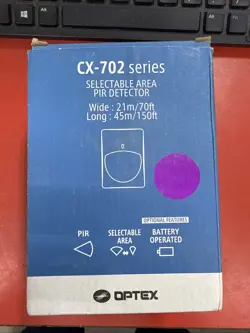 CX-702 series
SELECTABLE AREA
PIR DETECTOR
Wide : 21m/70ft
Long : 45m/150ft
OPTIONAL FEATURES
PIR
SELECTABLE
AREA
BATTERY
OPERATED
OPTEX